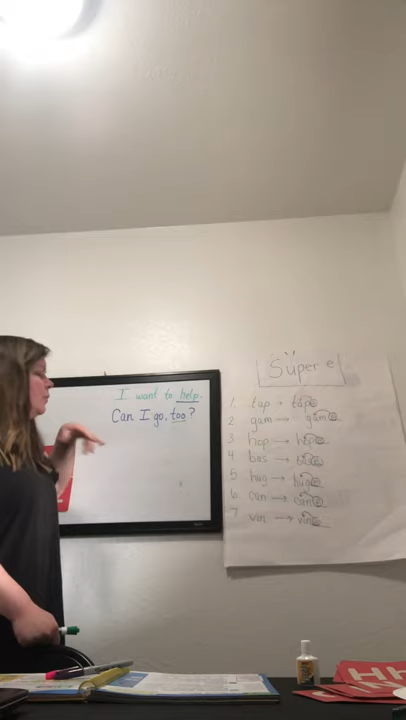 I want to help.
Can I go, too?
Süper e
1. tap → tape
2. gam → game
3 hop → hope
4 bas → base
5 hug → huge
6 can → cane
7 vin → vine